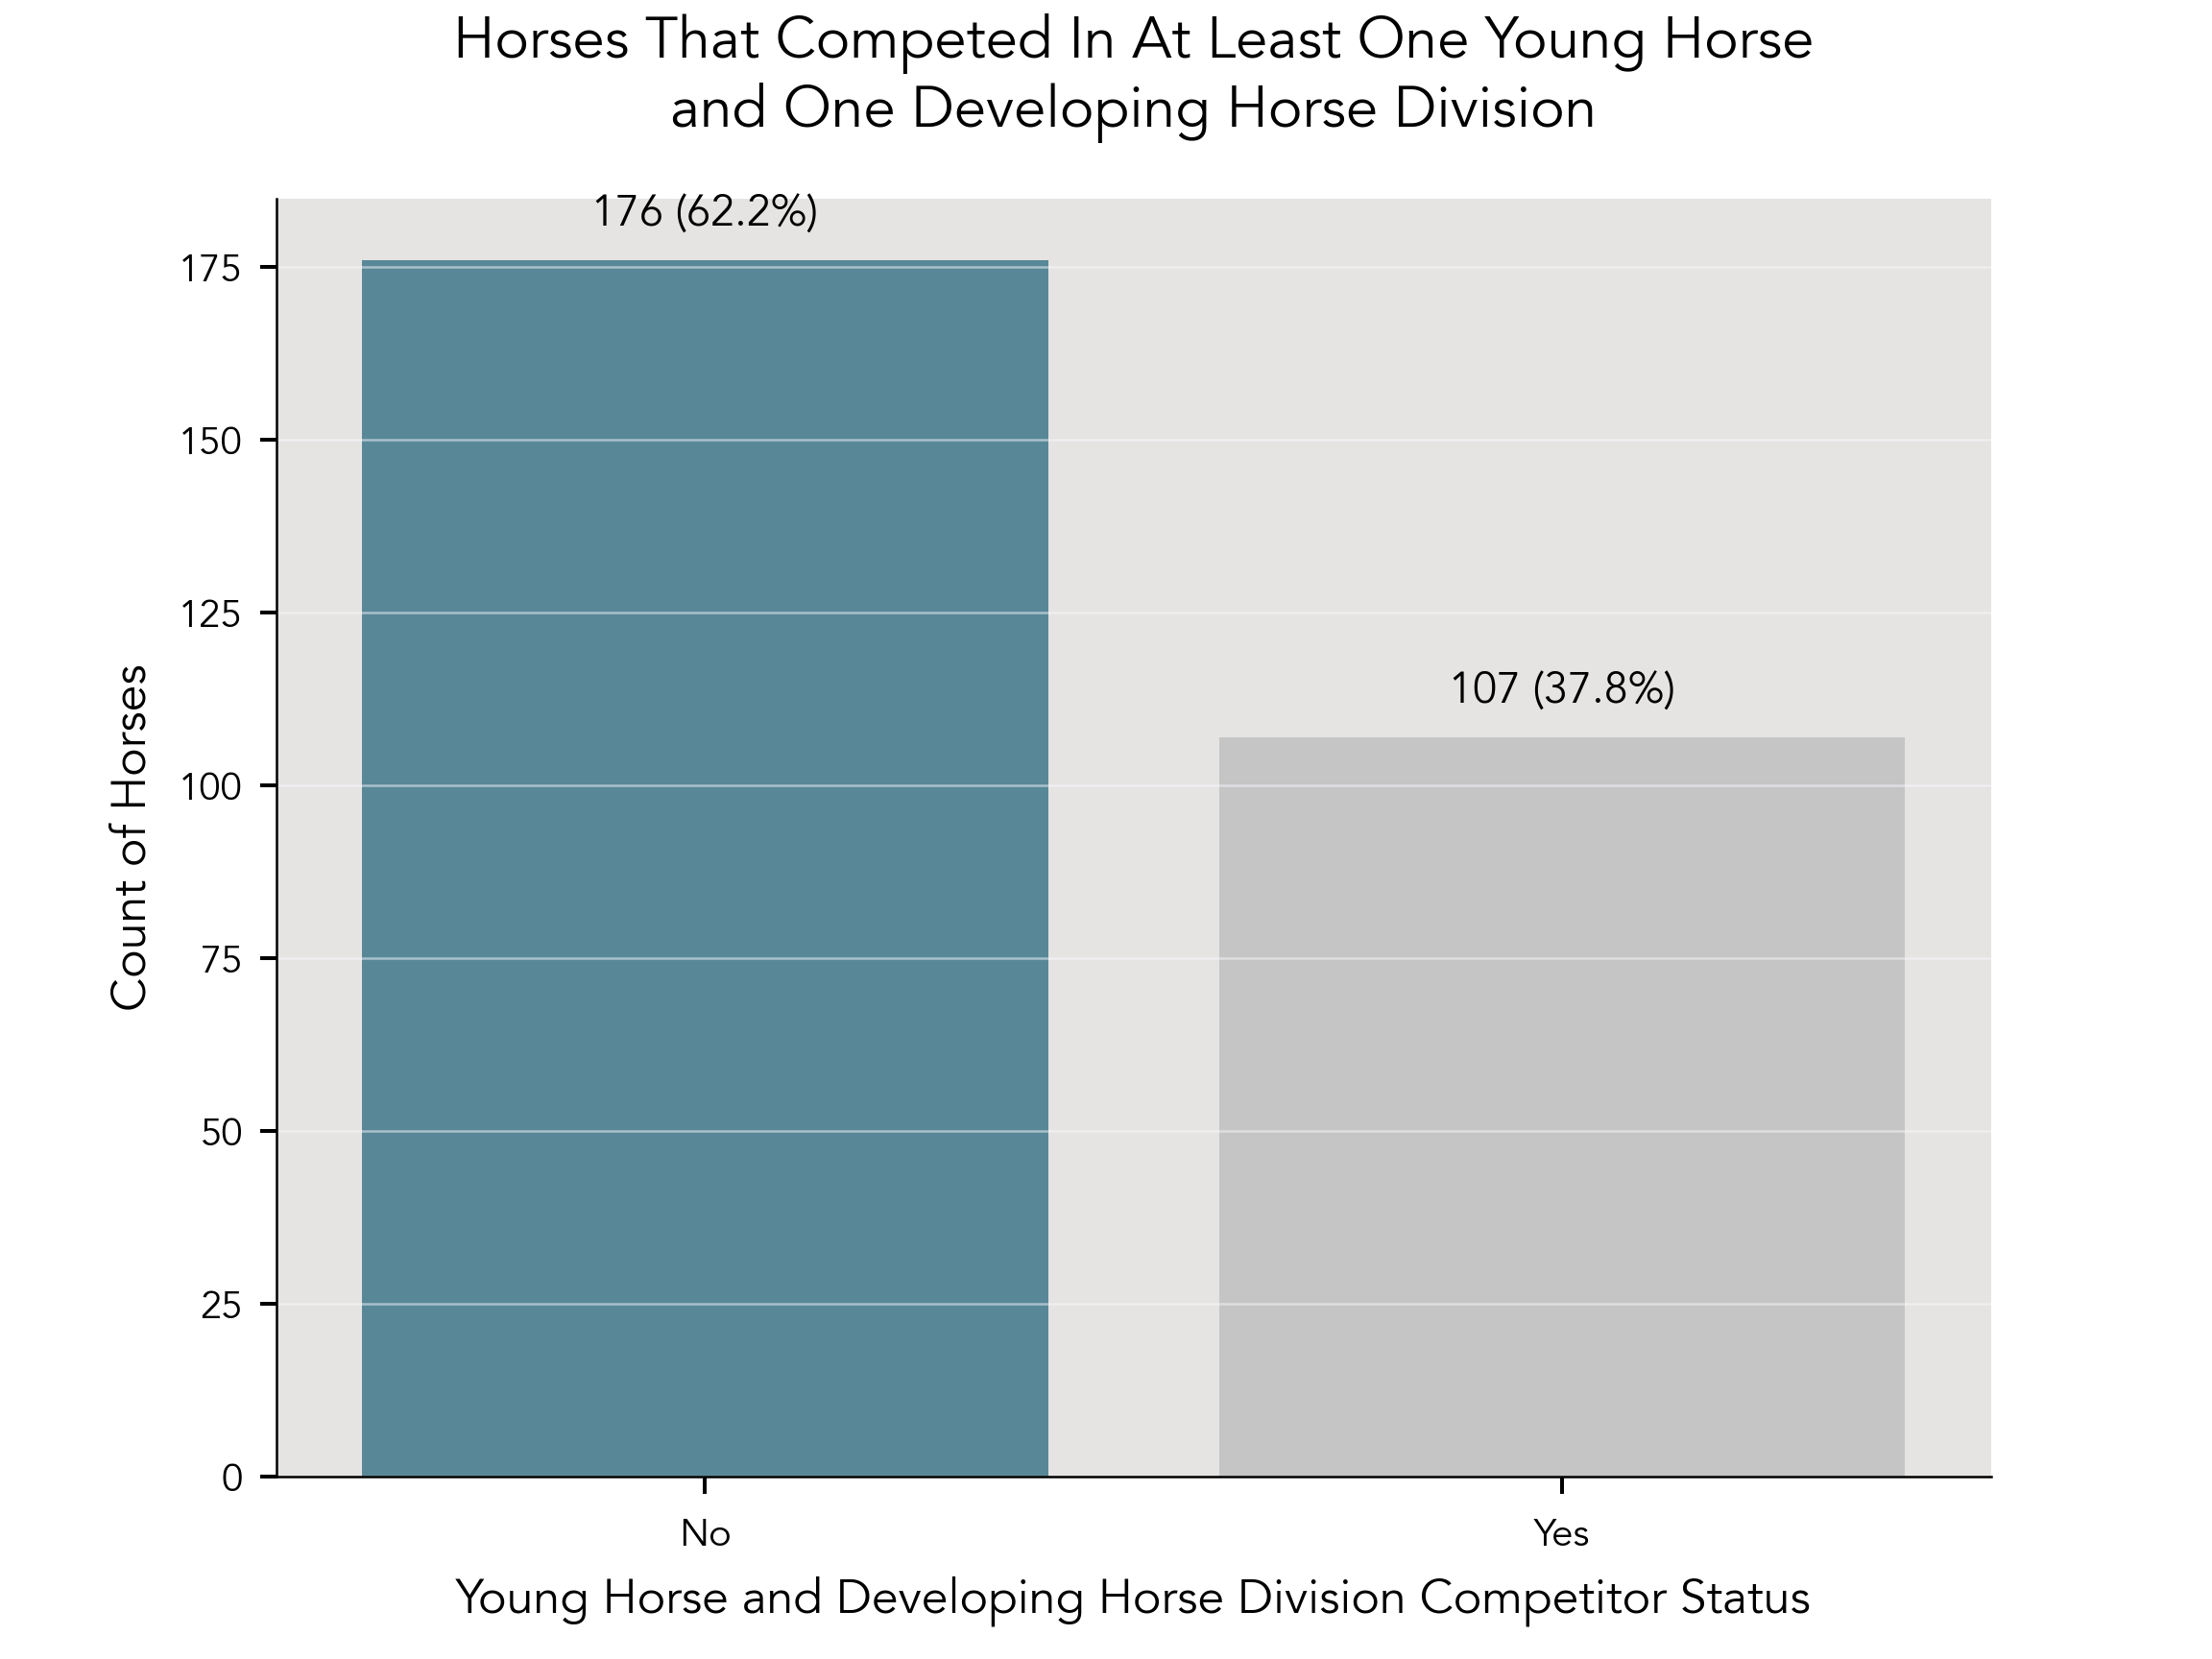 Horses That Competed In At Least One Young Horse
and One Developing Horse Division
176 (62.2%)
175
150
125
107 (37.8%)
Count of Horses
100
75
50
25
0
No
Yes
Young Horse and Developing Horse Division Competitor Status